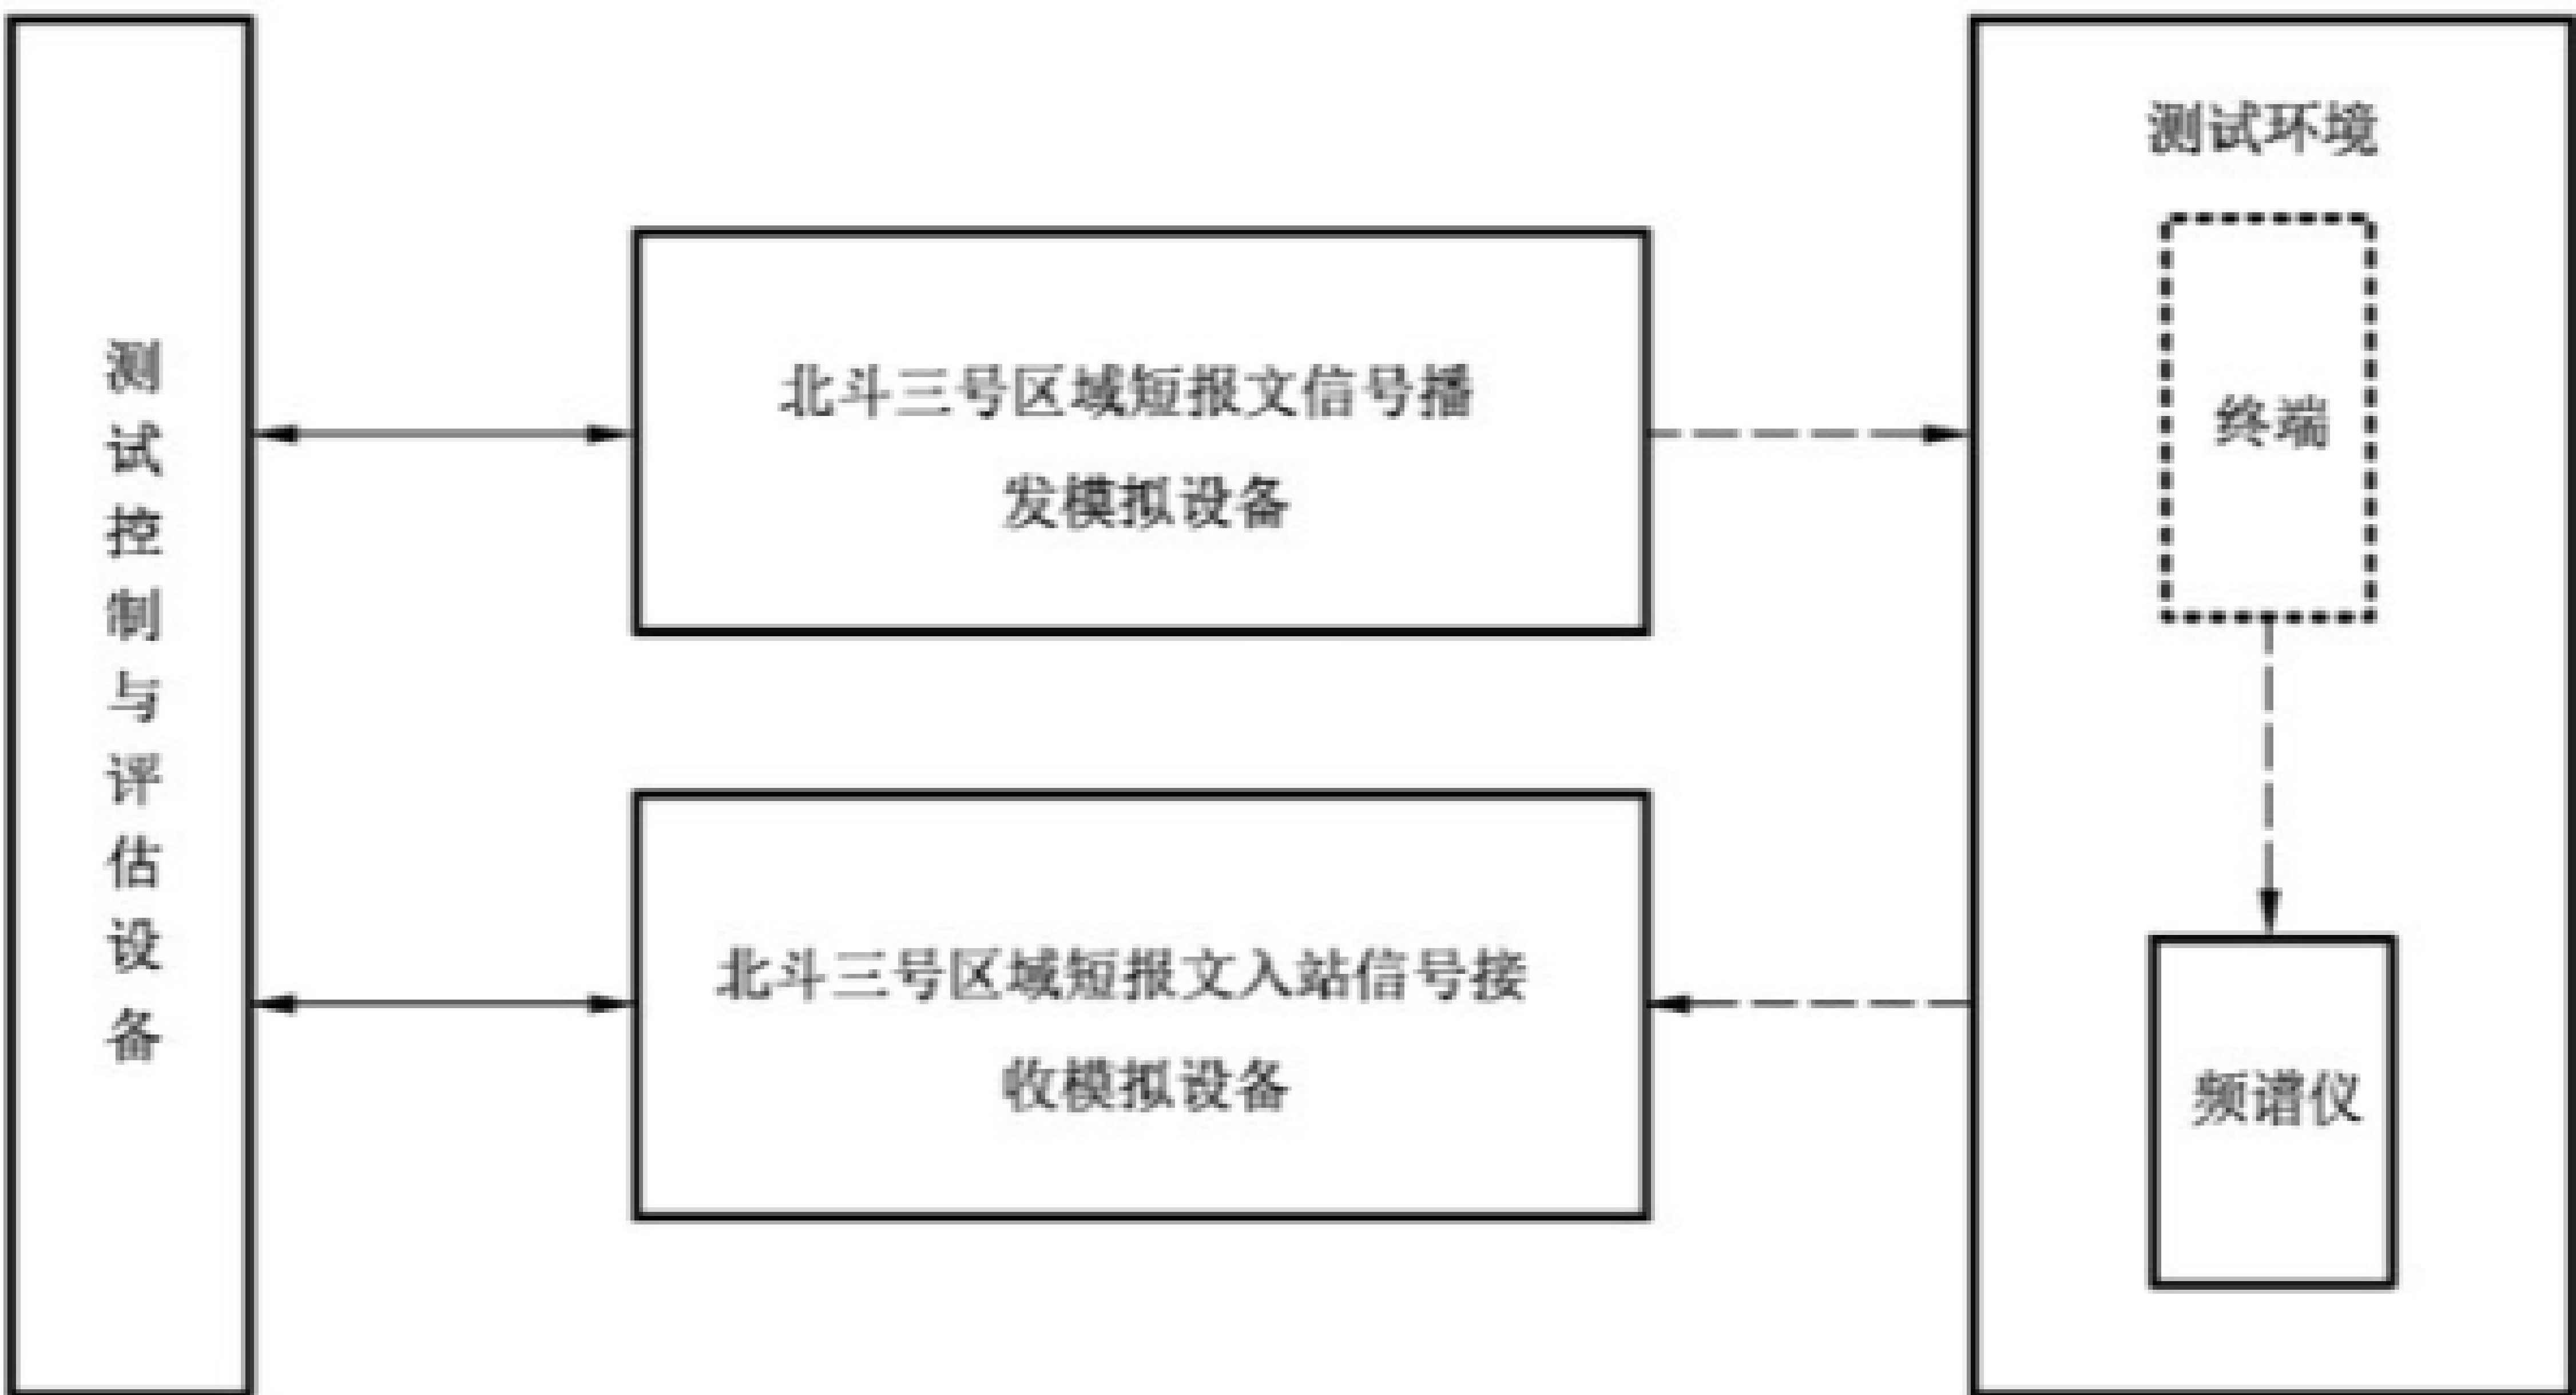 测试控制与评估设备
北斗三号区域短报文信号播
发模拟设备
北斗三号区域短报文入站信号接
收模拟设备
测试环境
终端
频谱仪